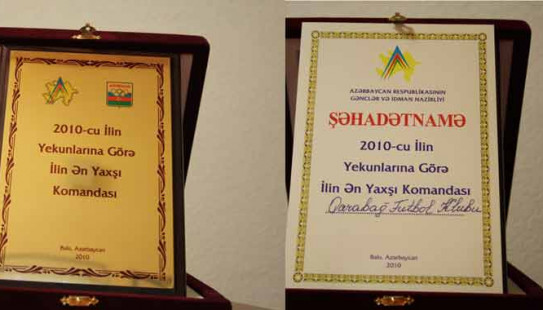 2010-cu İlin
Yekunlarına Görə
İlin Ən Yaxşı
Komandası
Bakı, Azərbaycan
2010
AZƏRBAYCAN RESPUBLİKASININ
GƏNCLƏR VƏ İDMAN NAZİRLİYİ
ŞƏHADƏTNAMƏ
2010-cu İlin
Yekunlarına Görə
İlin Ən Yaxşı Komandası
Qarabağ Futbol Klubu
Bakı, Azərbaycan
2010